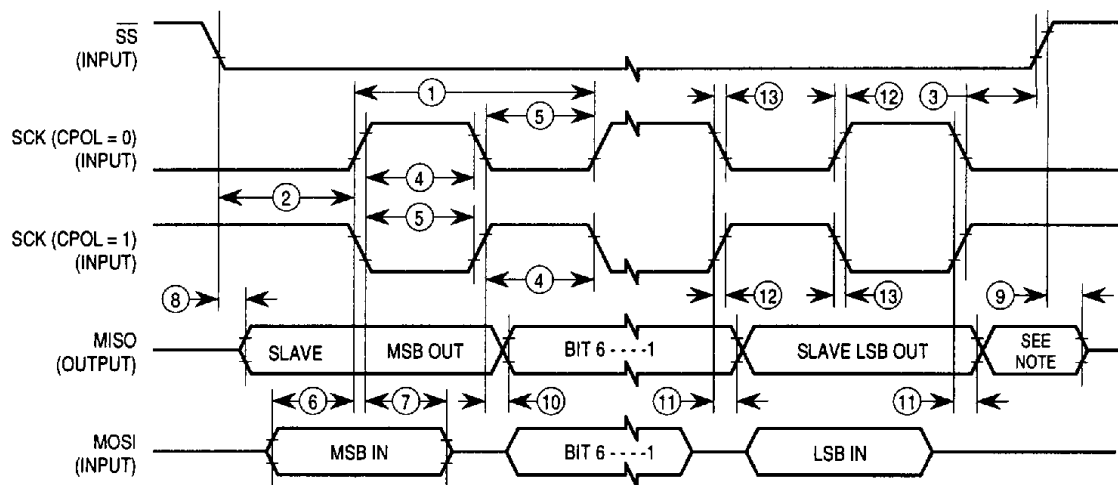 SS
(INPUT)
① ⑤ ⑬ ⑫ ③
SCK (CPOL = 0)
(INPUT)
④
②
⑤
SCK (CPOL = 1)
(INPUT)
④ ⑫ ⑬
⑧ ⑨
MISO
(OUTPUT)
SLAVE MSB OUT BIT 6 - - - - 1 SLAVE LSB OUT SEE
NOTE
⑥ ⑦ ⑩ ⑪ ⑪
MOSI
(INPUT)
MSB IN BIT 6 - - - - 1 LSB IN